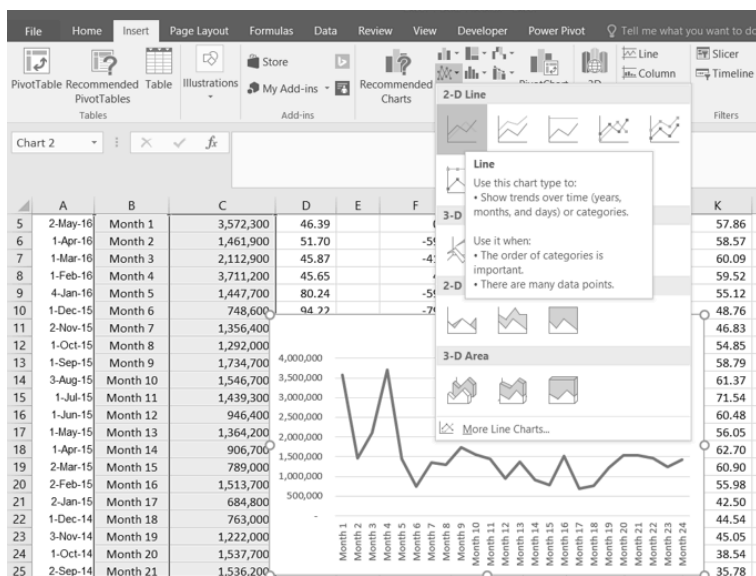 File Home Insert Page Layout Formulas Data Review View Developer Power Pivot Tell me what you want to do
Store
My Add-ins
PivotTable Recommended PivotTables Table Illustrations Recommended Charts
Line
Column
Slicer
Timeline
Tables Add-ins Filters
2-D Line
Chart 2 fx
Line
Use this chart type to:
• Show trends over time (years,
months, and days) or categories.
Use it when:
• The order of categories is
important.
• There are many data points.
3-D
2-D
3-D Area
More Line Charts...
A B C D E F K
5 2-May-16 Month 1 3,572,300 46.39 57.86
6 1-Apr-16 Month 2 1,461,900 51.70 58.57
7 1-Mar-16 Month 3 2,112,900 45.87 60.09
8 1-Feb-16 Month 4 3,711,200 45.65 59.52
9 4-Jan-16 Month 5 1,447,700 80.24 55.12
10 1-Dec-15 Month 6 748,600 94.22 48.76
11 2-Nov-15 Month 7 1,356,400 46.83
12 1-Oct-15 Month 8 1,292,000 54.85
13 1-Sep-15 Month 9 1,734,700 58.79
14 3-Aug-15 Month 10 1,546,700 61.37
15 1-Jul-15 Month 11 1,439,300 71.54
16 1-Jun-15 Month 12 946,400 60.48
17 1-May-15 Month 13 1,364,200 56.05
18 1-Apr-15 Month 14 906,700 62.70
19 2-Mar-15 Month 15 789,000 60.90
20 2-Feb-15 Month 16 1,513,700 55.98
21 2-Jan-15 Month 17 684,800 42.50
22 1-Dec-14 Month 18 763,000 44.54
23 3-Nov-14 Month 19 1,222,000 45.05
24 1-Oct-14 Month 20 1,537,700 38.54
25 2-Sep-14 Month 21 1,536,200 35.78
4,000,000
3,500,000
3,000,000
2,500,000
2,000,000
1,500,000
1,000,000
500,000
-
Month 1
Month 2
Month 3
Month 4
Month 5
Month 6
Month 7
Month 8
Month 9
Month 10
Month 11
Month 12
Month 13
Month 14
Month 15
Month 16
Month 17
Month 18
Month 19
Month 20
Month 21
Month 22
Month 23
Month 24